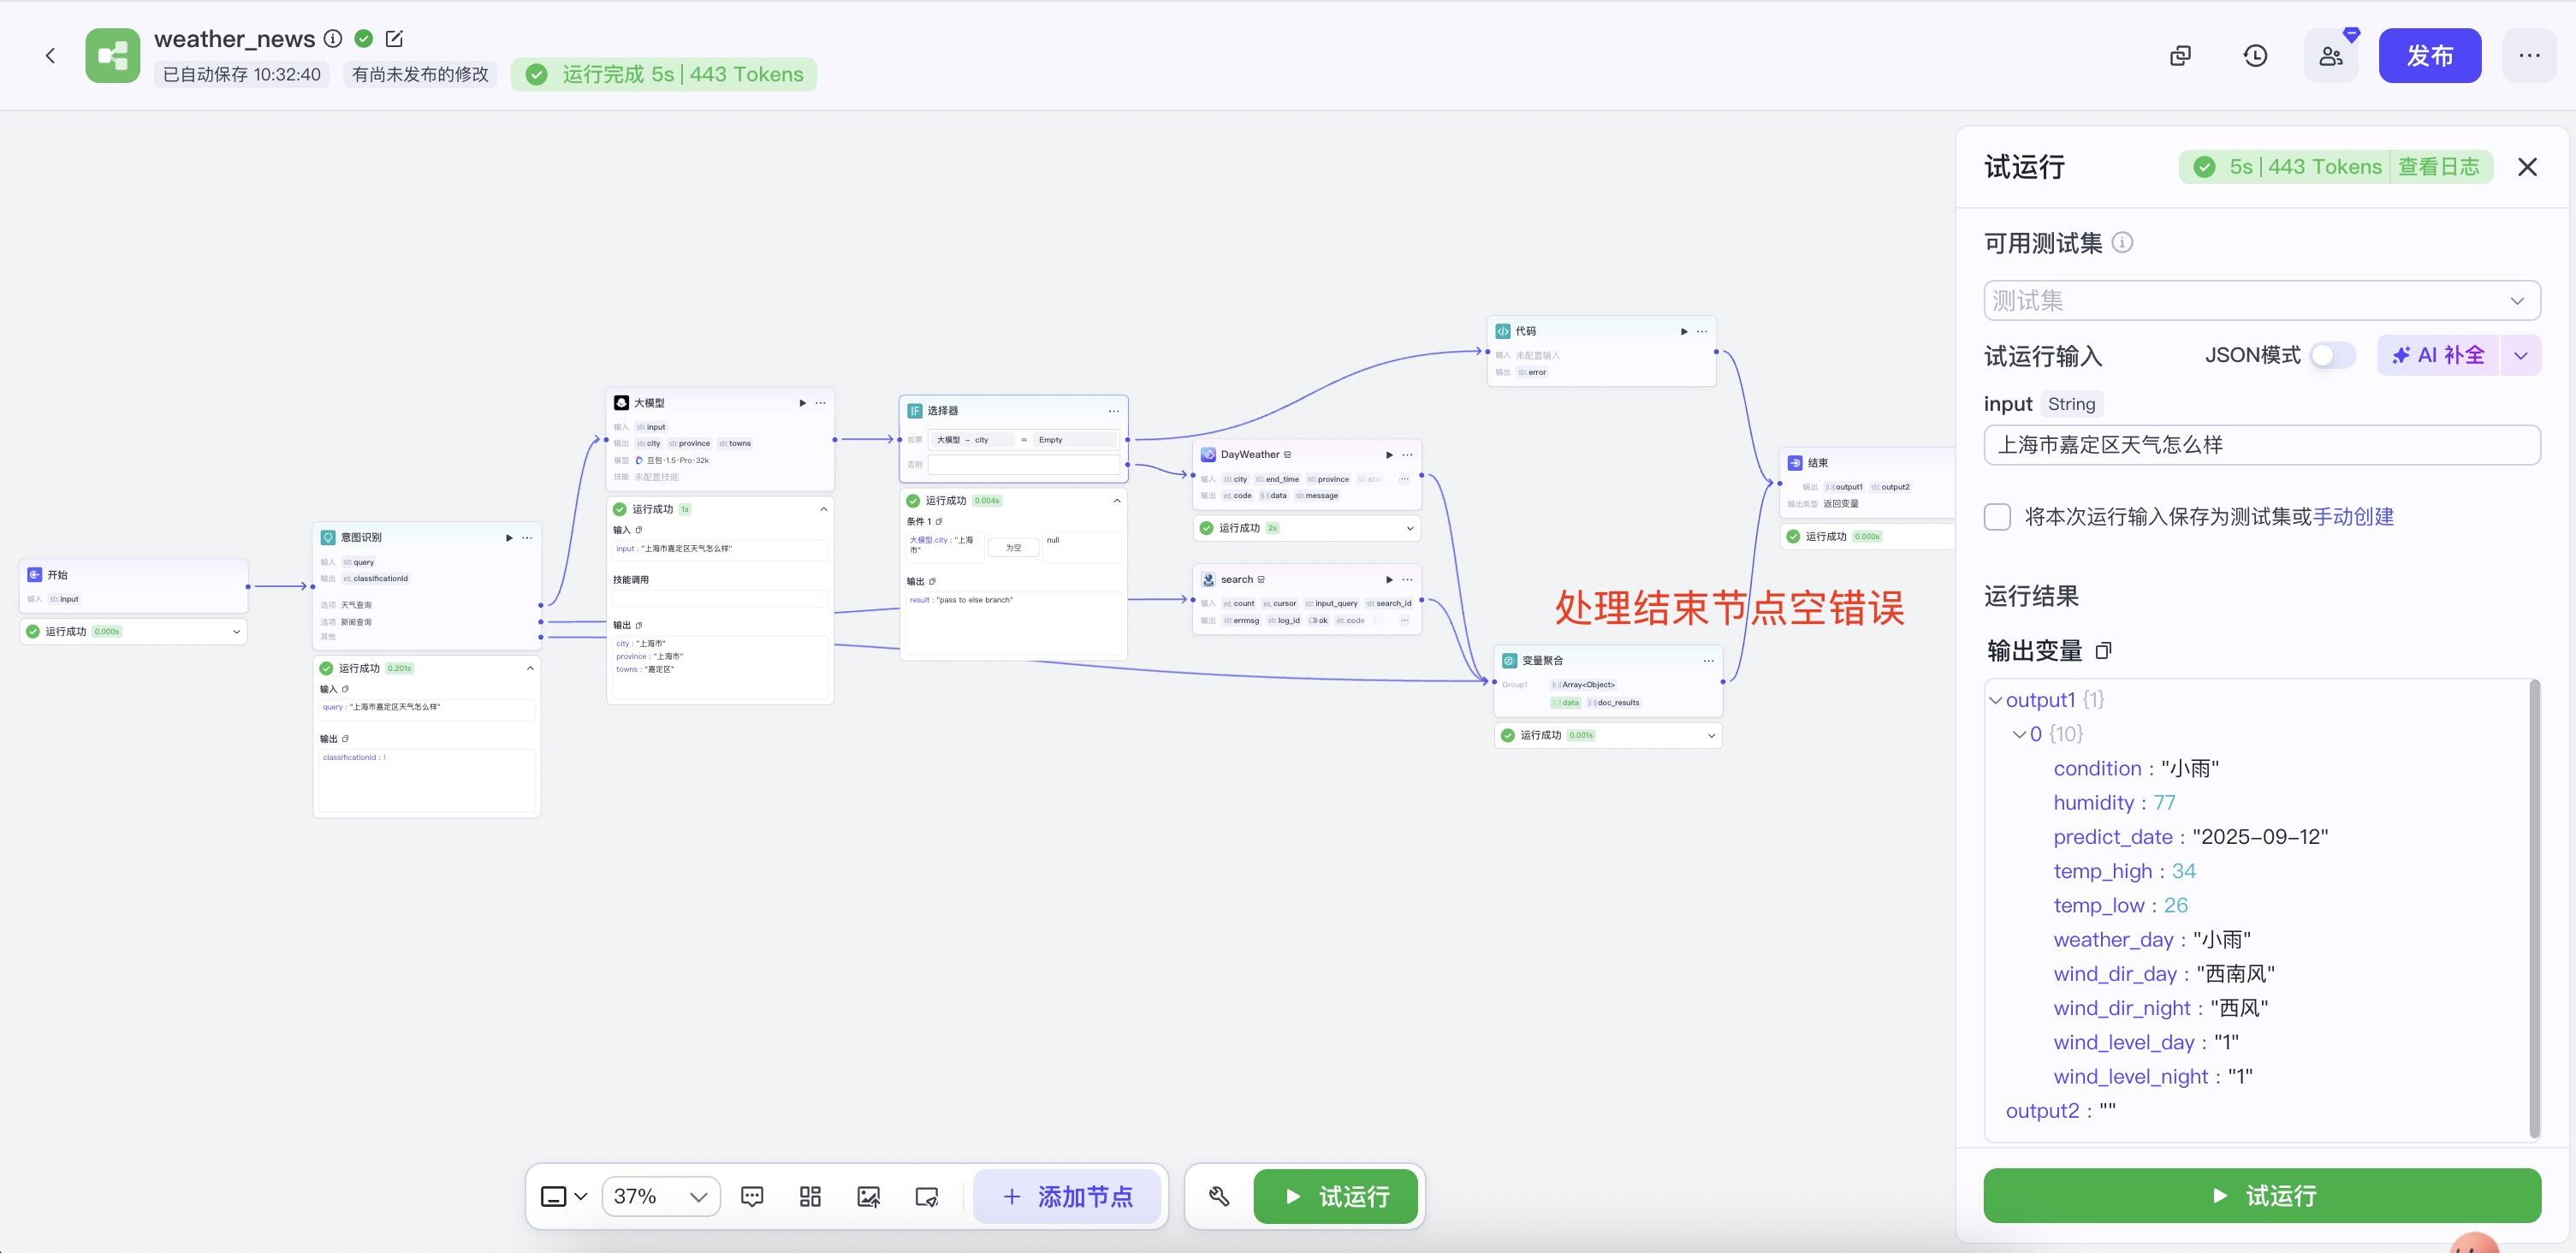 weather_news
已自动保存 10:32:40 有尚未发布的修改 运行完成 5s | 443 Tokens
发布
开始
输入 str. input
运行成功 0.000s
意图识别
输入 str. query
输出 int. classificationId
选项 天气查询
选项 新闻查询
其他
运行成功 0.201s
输入
query : "上海市嘉定区天气怎么样"
输出
classificationId : 1
大模型
输入 str. input
输出 str. city str. province str. towns
模型 豆包·1.5·Pro·32k
技能 未配置技能
运行成功 1s
输入
input : "上海市嘉定区天气怎么样"
技能调用
输出
city : "上海市"
province : "上海市"
towns : "嘉定区"
IF 选择器
如果 大模型 - city = Empty
否则
运行成功 0.004s
条件 1
大模型.city : "上海市" 为空 null
输出
result : "pass to else branch"
代码
输入 未配置输入
输出 str. error
DayWeather
输入 str. city str. end_time str. province
输出 int. code data str. message
运行成功 2s
search
输入 int. count int. cursor str. input_query str. search_id
输出 str. errmsg str. log_id ok int. code
处理结束节点空错误
变量聚合
Group1 Array<Object>
data doc_results
运行成功 0.001s
结束
输出 output1 str. output2
输出类型 返回变量
运行成功 0.000s
37%
添加节点
试运行
试运行 5s | 443 Tokens 查看日志
可用测试集
测试集
试运行输入 JSON模式 AI 补全
input String
上海市嘉定区天气怎么样
将本次运行输入保存为测试集或手动创建
运行结果
输出变量
output1 {1}
0 {10}
condition : "小雨"
humidity : 77
predict_date : "2025-09-12"
temp_high : 34
temp_low : 26
weather_day : "小雨"
wind_dir_day : "西南风"
wind_dir_night : "西风"
wind_level_day : "1"
wind_level_night : "1"
output2 : ""
试运行